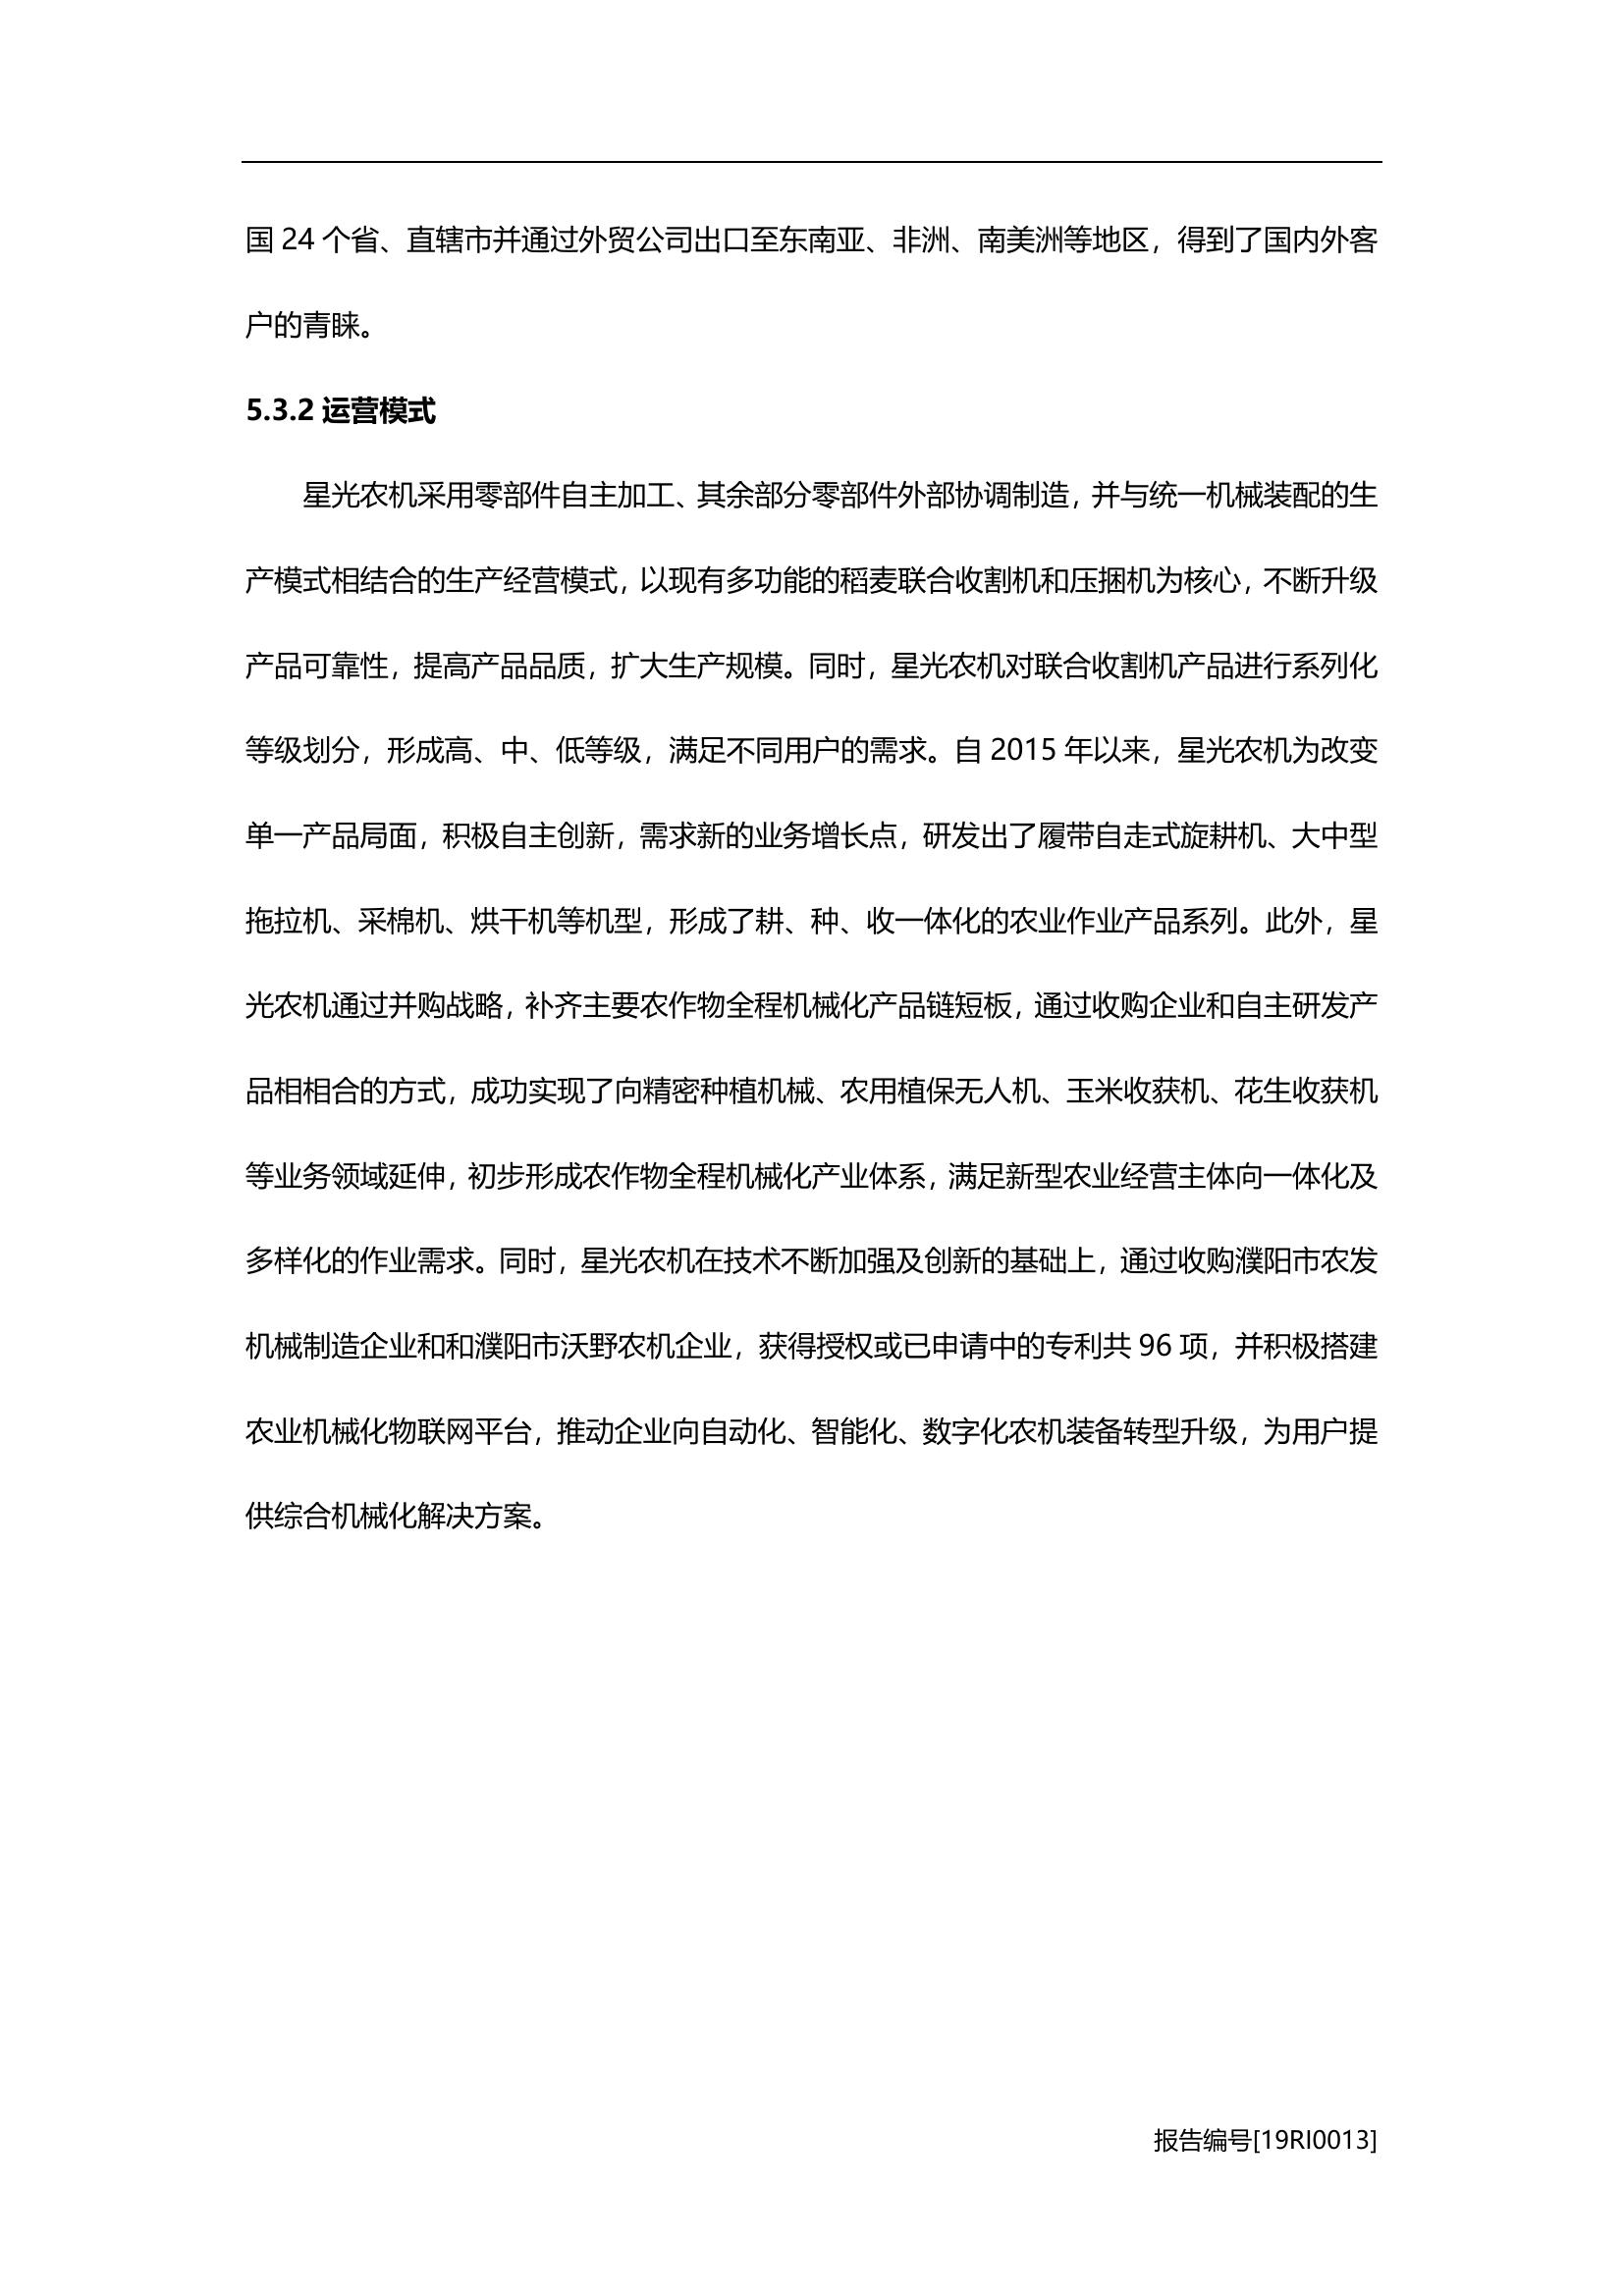 国 24 个省、直辖市并通过外贸公司出口至东南亚、非洲、南美洲等地区，得到了国内外客
户的青睐。
5.3.2 运营模式
星光农机采用零部件自主加工、其余部分零部件外部协调制造，并与统一机械装配的生
产模式相结合的生产经营模式，以现有多功能的稻麦联合收割机和压捆机为核心，不断升级
产品可靠性，提高产品品质，扩大生产规模。同时，星光农机对联合收割机产品进行系列化
等级划分，形成高、中、低等级，满足不同用户的需求。自 2015 年以来，星光农机为改变
单一产品局面，积极自主创新，需求新的业务增长点，研发出了履带自走式旋耕机、大中型
拖拉机、采棉机、烘干机等机型，形成了耕、种、收一体化的农业作业产品系列。此外，星
光农机通过并购战略，补齐主要农作物全程机械化产品链短板，通过收购企业和自主研发产
品相相合的方式，成功实现了向精密种植机械、农用植保无人机、玉米收获机、花生收获机
等业务领域延伸，初步形成农作物全程机械化产业体系，满足新型农业经营主体向一体化及
多样化的作业需求。同时，星光农机在技术不断加强及创新的基础上，通过收购濮阳市农发
机械制造企业和和濮阳市沃野农机企业，获得授权或已申请中的专利共 96 项，并积极搭建
农业机械化物联网平台，推动企业向自动化、智能化、数字化农机装备转型升级，为用户提
供综合机械化解决方案。
报告编号[19RI0013]